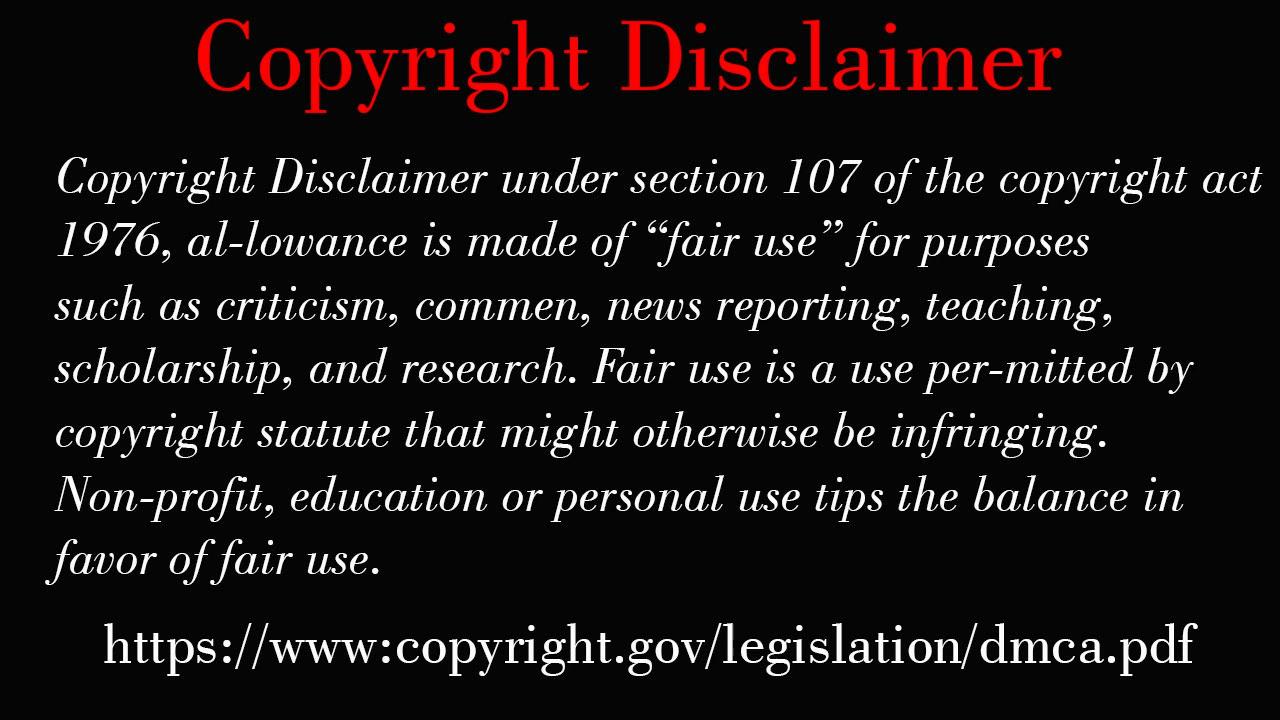 Copyright Disclaimer
Copyright Disclaimer under section 107 of the copyright act
1976, al-lowance is made of “fair use” for purposes
such as criticism, commen, news reporting, teaching,
scholarship, and research. Fair use is a use per-mitted by
copyright statute that might otherwise be infringing.
Non-profit, education or personal use tips the balance in
favor of fair use.
https://www:copyright.gov/legislation/dmca.pdf